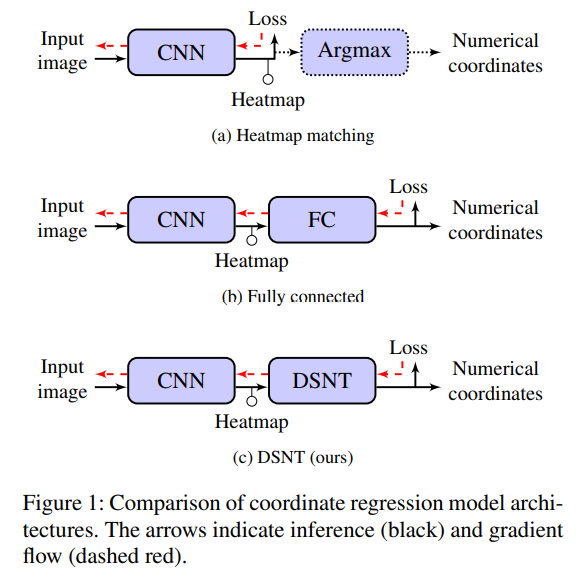 Loss
Input image
CNN
Argmax
Numerical coordinates
Heatmap
(a) Heatmap matching
Loss
Input image
CNN
FC
Numerical coordinates
Heatmap
(b) Fully connected
Loss
Input image
CNN
DSNT
Numerical coordinates
Heatmap
(c) DSNT (ours)
Figure 1: Comparison of coordinate regression model archi-
tectures. The arrows indicate inference (black) and gradient
flow (dashed red).